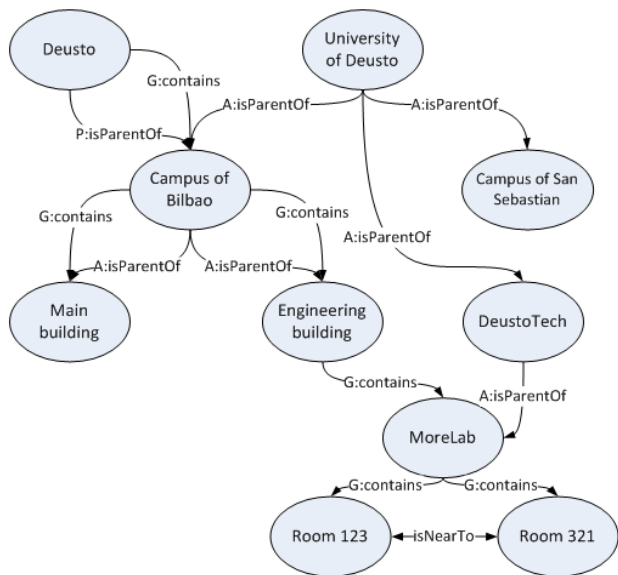 Deusto
University
of Deusto
G:contains
A:isParentOf
A:isParentOf
P:isParentOf
Campus of
Bilbao
Campus of San
Sebastian
G:contains
G:contains
A:isParentOf
A:isParentOf
A:isParentOf
Main
building
Engineering
building
DeustoTech
G:contains
A:isParentOf
MoreLab
G:contains
G:contains
Room 123
isNearTo
Room 321